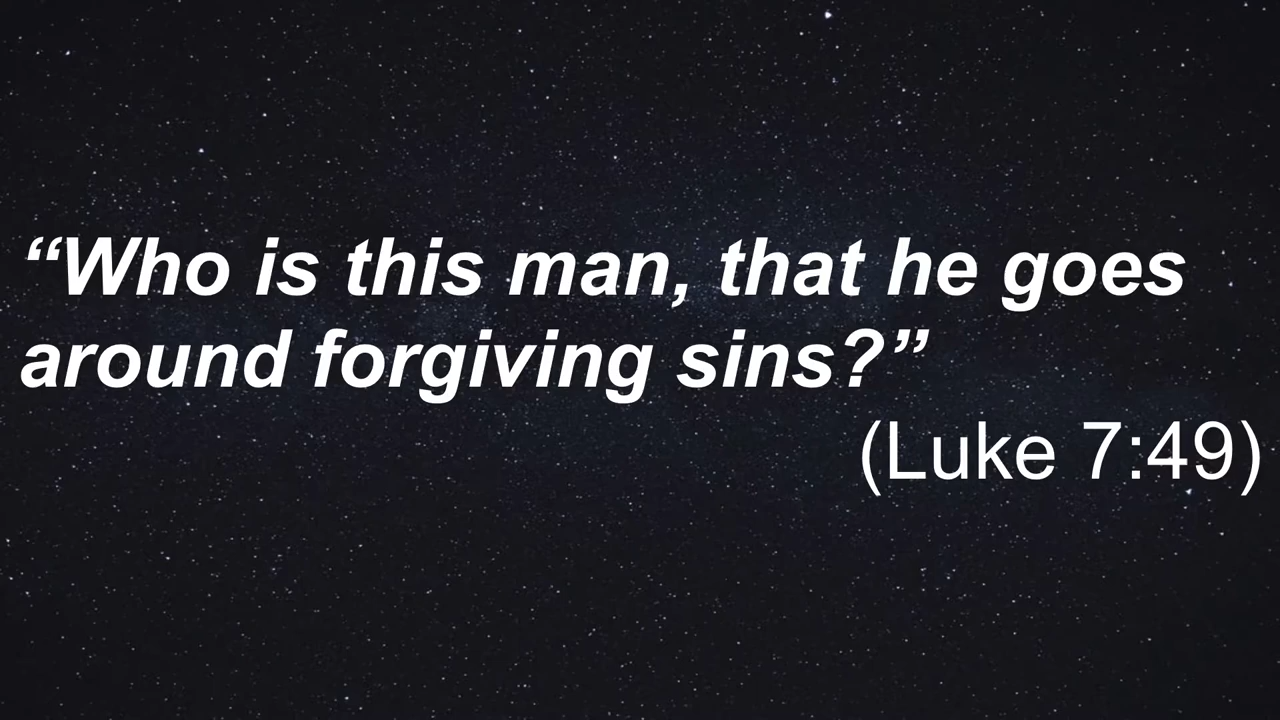 “Who is this man, that he goes
around forgiving sins?”
(Luke 7:49)